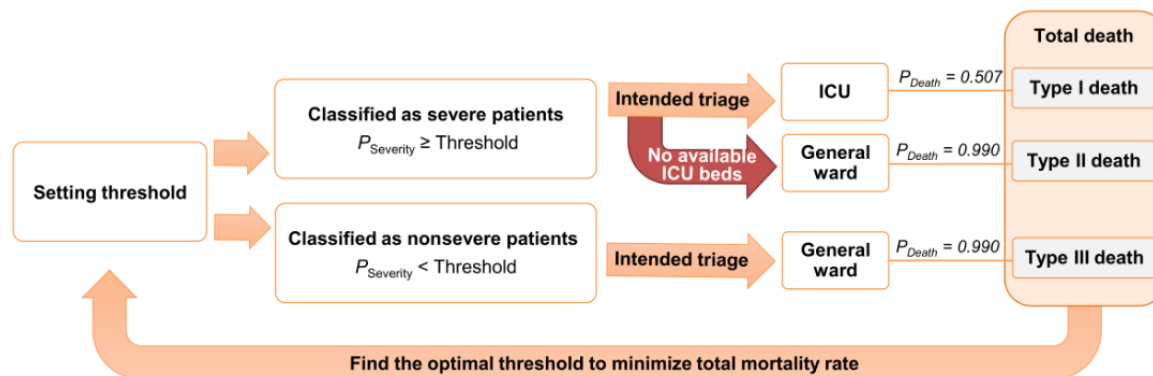 Total death
Setting threshold
Classified as severe patients
P_Severity ≥ Threshold
Intended triage
ICU
P_Death = 0.507
Type I death
No available
ICU beds
General
ward
P_Death = 0.990
Type II death
Classified as nonsevere patients
P_Severity < Threshold
Intended triage
General
ward
P_Death = 0.990
Type III death
Find the optimal threshold to minimize total mortality rate